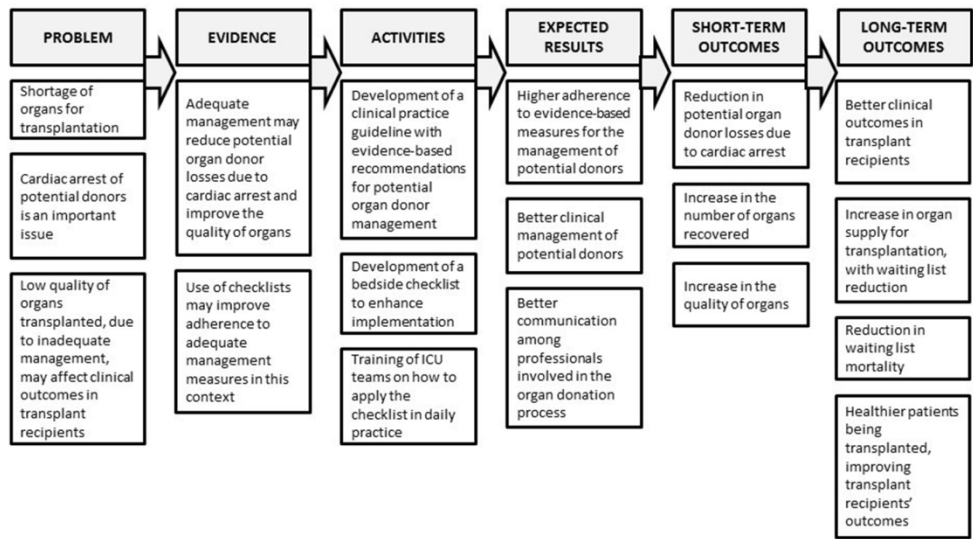 PROBLEM
Shortage of
organs for
transplantation
Cardiac arrest of
potential donors
is an important
issue
Low quality of
organs
transplanted, due
to inadequate
management,
may affect clinical
outcomes in
transplant
recipients
EVIDENCE
Adequate
management may
reduce potential
organ donor
losses due to
cardiac arrest and
improve the
quality of organs
Use of checklists
may improve
adherence to
adequate
management
measures in this
context
ACTIVITIES
Development of a
clinical practice
guideline with
evidence-based
recommendations
for potential
organ donor
management
Development of a
bedside checklist
to enhance
implementation
Training of ICU
teams on how to
apply the
checklist in daily
practice
EXPECTED
RESULTS
Higher adherence
to evidence-based
measures for the
management of
potential donors
Better clinical
management of
potential donors
Better
communication
among
professionals
involved in the
organ donation
process
SHORT-TERM
OUTCOMES
Reduction in
potential organ
donor losses due
to cardiac arrest
Increase in the
number of organs
recovered
Increase in the
quality of organs
LONG-TERM
OUTCOMES
Better clinical
outcomes in
transplant
recipients
Increase in organ
supply for
transplantation,
with waiting list
reduction
Reduction in
waiting list
mortality
Healthier patients
being
transplanted,
improving
transplant
recipients'
outcomes